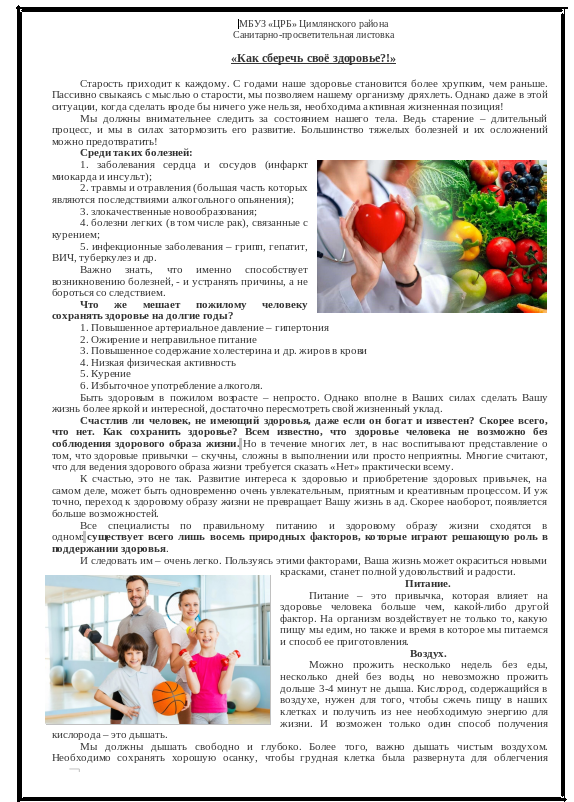 МБУЗ «ЦРБ» Цимлянского района
Санитарно-просветительная листовка
«Как сберечь своё здоровье?!»
Старость приходит к каждому. С годами наше здоровье становится более хрупким, чем раньше.
Пассивно свыкаясь с мыслью о старости, мы позволяем нашему организму дряхлеть. Однако даже в этой
ситуации, когда сделать вроде бы ничего уже нельзя, необходима активная жизненная позиция!
Мы должны внимательнее следить за состоянием нашего тела. Ведь старение – длительный
процесс, и мы в силах затормозить его развитие. Большинство тяжелых болезней и их осложнений
можно предотвратить!
Среди таких болезней:
1. заболевания сердца и сосудов (инфаркт
миокарда и инсульт);
2. травмы и отравления (большая часть которых
являются последствиями алкогольного опьянения);
3. злокачественные новообразования;
4. болезни легких (в том числе рак), связанные с
курением;
5. инфекционные заболевания – грипп, гепатит,
ВИЧ, туберкулез и др.
Важно знать, что именно способствует
возникновению болезней, - и устранять причины, а не
бороться со следствием.
Что же мешает пожилому человеку
сохранять здоровье на долгие годы?
1. Повышенное артериальное давление – гипертония
2. Ожирение и неправильное питание
3. Повышенное содержание холестерина и др. жиров в крови
4. Низкая физическая активность
5. Курение
6. Избыточное употребление алкоголя.
Быть здоровым в пожилом возрасте – непросто. Однако вполне в Ваших силах сделать Вашу
жизнь более яркой и интересной, достаточно пересмотреть свой жизненный уклад.
Счастлив ли человек, не имеющий здоровья, даже если он богат и известен? Скорее всего,
что нет. Как сохранить здоровье? Всем известно, что здоровье человека не возможно без
соблюдения здорового образа жизни. Но в течение многих лет, в нас воспитывают представление о
том, что здоровые привычки – скучны, сложны в выполнении или просто неприятны. Многие считают,
что для ведения здорового образа жизни требуется сказать «Нет» практически всему.
К счастью, это не так. Развитие интереса к здоровью и приобретение здоровых привычек, на
самом деле, может быть одновременно очень увлекательным, приятным и креативным процессом. И уж
точно, переход к здоровому образу жизни не превращает Вашу жизнь в ад. Скорее наоборот, появляется
больше возможностей.
Все специалисты по правильному питанию и здоровому образу жизни сходятся в
одном: существует всего лишь восемь природных факторов, которые играют решающую роль в
поддержании здоровья.
И следовать им – очень легко. Пользуясь этими факторами, Ваша жизнь может окраситься новыми
красками, станет полной удовольствий и радости.
Питание.
Питание – это привычка, которая влияет на
здоровье человека больше чем, какой-либо другой
фактор. На организм воздействует не только то, какую
пищу мы едим, но также и время в которое мы питаемся
и способ ее приготовления.
Воздух.
Можно прожить несколько недель без еды,
несколько дней без воды, но невозможно прожить
дольше 3-4 минут не дыша. Кислород, содержащийся в
воздухе, нужен для того, чтобы сжечь пищу в наших
клетках и получить из нее необходимую энергию для
жизни. И возможен только один способ получения
кислорода – это дышать.
Мы должны дышать свободно и глубоко. Более того, важно дышать чистым воздухом.
Необходимо сохранять хорошую осанку, чтобы грудная клетка была развернута для облегчения